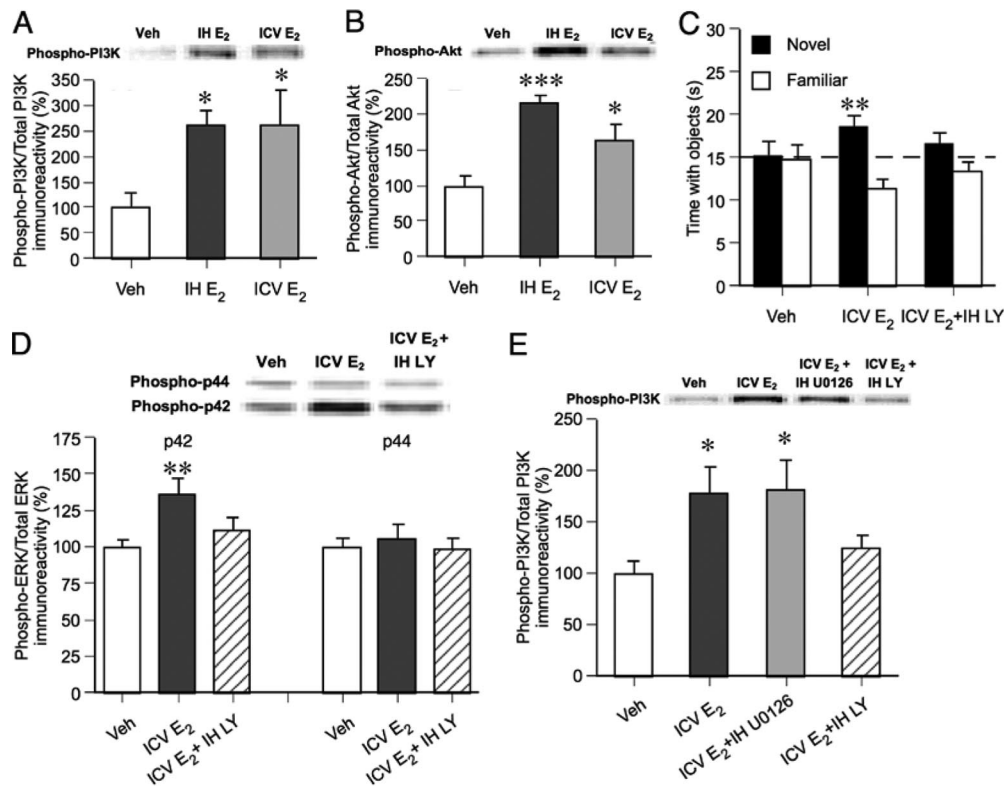 A
Veh IH E₂ ICV E₂
Phospho-PI3K
Phospho-PI3K/Total PI3K
immunoreactivity (%)
350
300
250
200
150
100
50
0
*
*
Veh IH E₂ ICV E₂
B
Veh IH E₂ ICV E₂
Phospho-Akt
Phospho-Akt/Total Akt
immunoreactivity (%)
250
200
150
100
50
0
***
*
Veh IH E₂ ICV E₂
C
Novel
Familiar
Time with objects (s)
30
25
20
15
10
5
0
**
Veh ICV E₂ ICV E₂+IH LY
D
Veh ICV E₂ ICV E₂ +
IH LY
Phospho-p44
Phospho-p42
Phospho-ERK/Total ERK
immunoreactivity (%)
175
150
125
100
75
50
25
0
p42 p44
**
Veh ICV E₂ ICV E₂+ IH LY Veh ICV E₂ ICV E₂+ IH LY
E
Veh ICV E₂ ICV E₂ +
IH U0126 ICV E₂ +
IH LY
Phospho-PI3K
Phospho-PI3K/Total PI3K
immunoreactivity (%)
250
200
150
100
50
0
*
*
Veh ICV E₂ ICV E₂+IH U0126 ICV E₂+IH LY